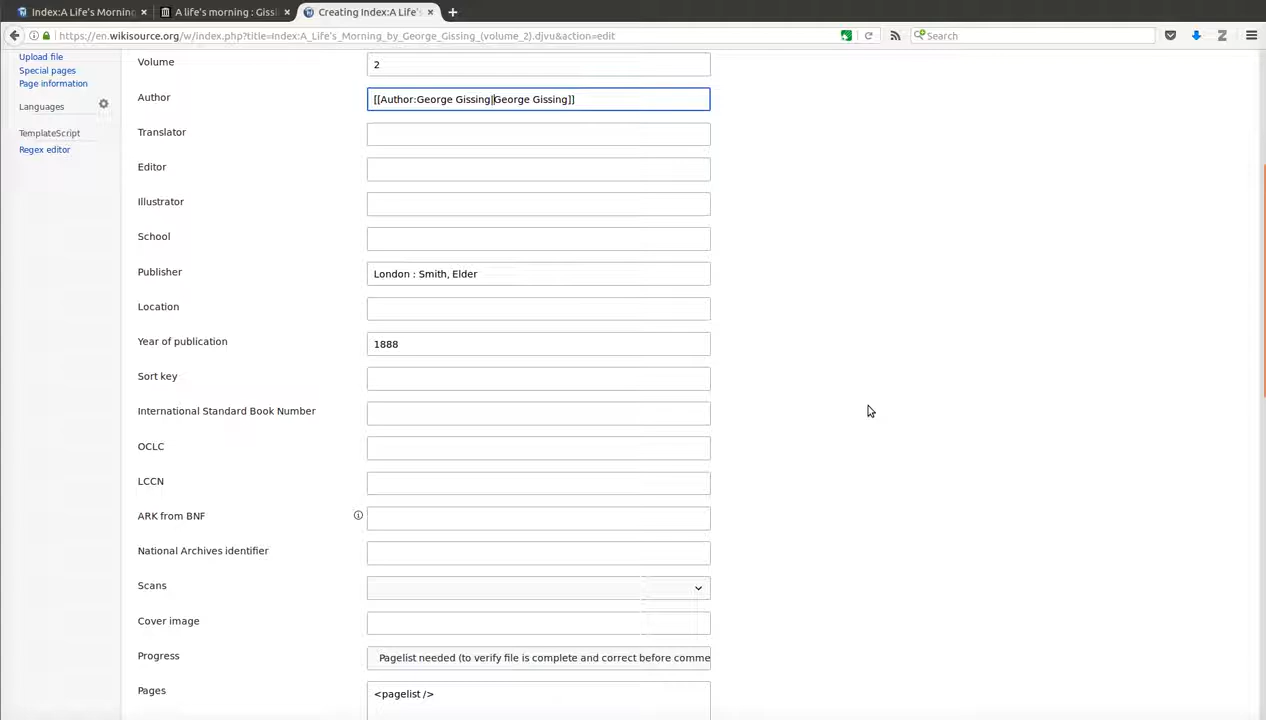 Index:A Life's Morning
A life's morning : Gissi
Creating Index:A Life's
https://en.wikisource.org/w/index.php?title=Index:A_Life's_Morning_by_George_Gissing_(volume_2).djvu&action=edit
Search
Upload file
Special pages
Page information
Languages
TemplateScript
Regex editor
Volume
2
Author
[[Author:George Gissing|George Gissing]]
Translator
Editor
Illustrator
School
Publisher
London : Smith, Elder
Location
Year of publication
1888
Sort key
International Standard Book Number
OCLC
LCCN
ARK from BNF
National Archives identifier
Scans
Cover image
Progress
Pagelist needed (to verify file is complete and correct before comme
Pages
<pagelist />